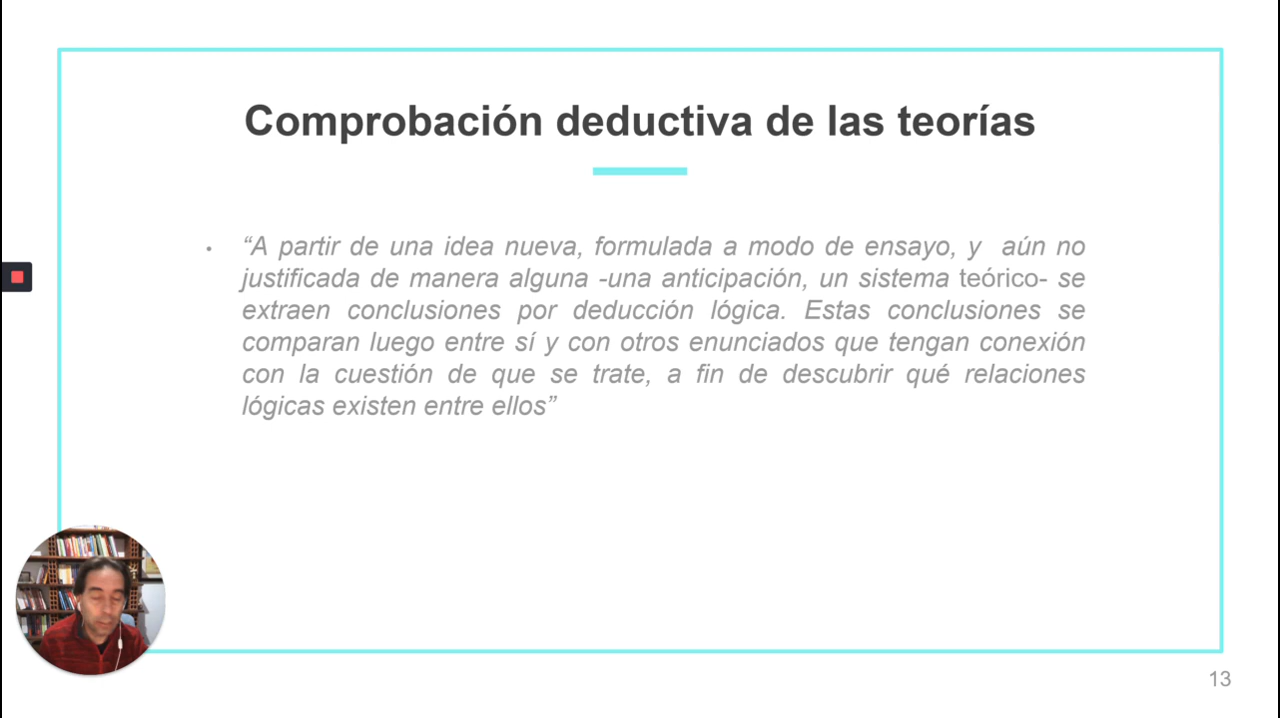 Comprobación deductiva de las teorías
• “A partir de una idea nueva, formulada a modo de ensayo, y aún no
justificada de manera alguna -una anticipación, un sistema teórico- se
extraen conclusiones por deducción lógica. Estas conclusiones se
comparan luego entre sí y con otros enunciados que tengan conexión
con la cuestión de que se trate, a fin de descubrir qué relaciones
lógicas existen entre ellos”
13